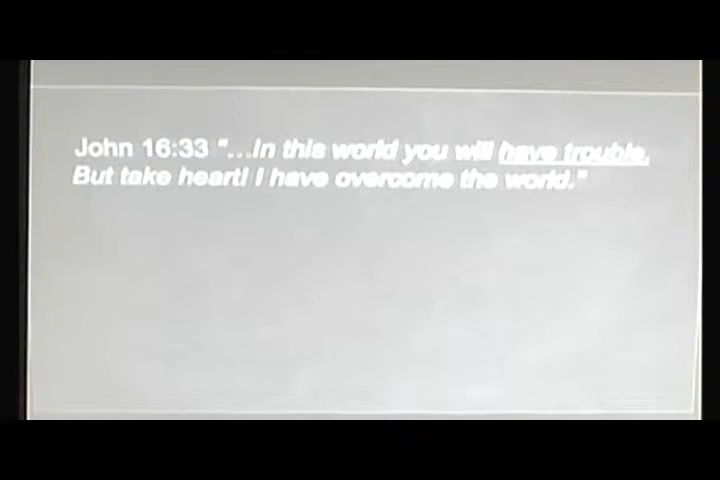 John 16:33 "...In this world you will have trouble.
But take heart! I have overcome the world."